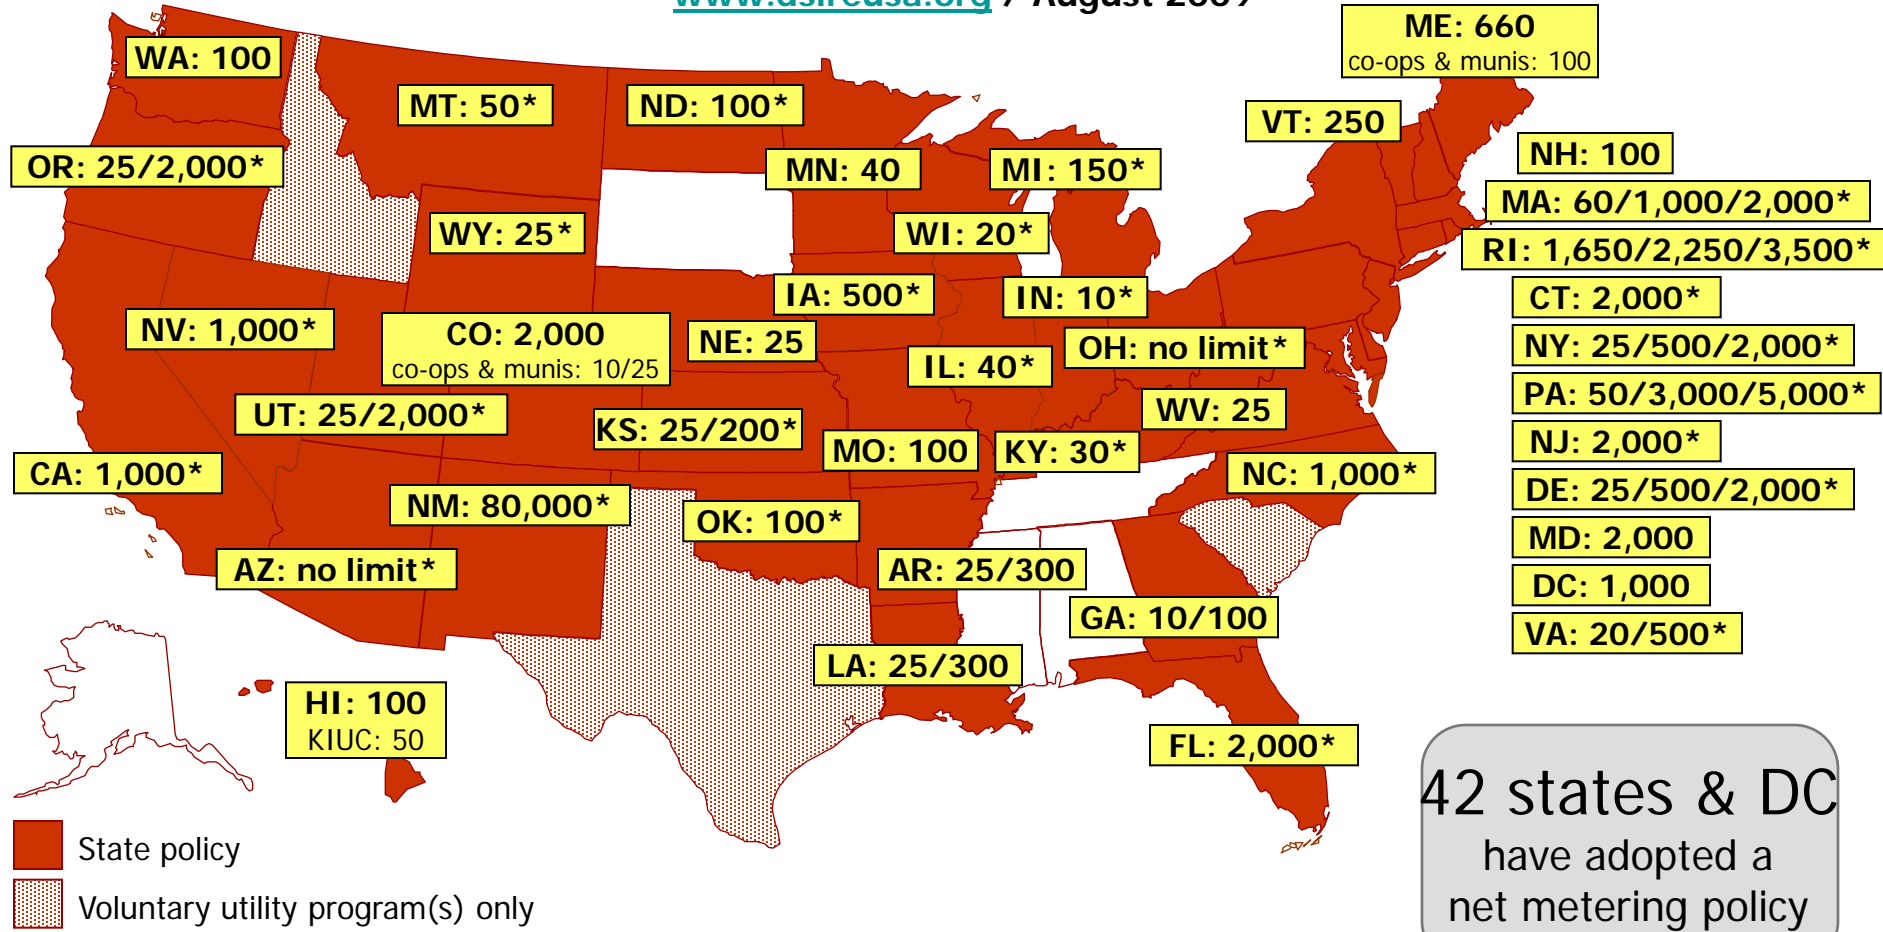 www.dsireusa.org / August 2009
ME: 660
co-ops & munis: 100
WA: 100
MT: 50*
ND: 100*
VT: 250
NH: 100
OR: 25/2,000*
MN: 40
MI: 150*
MA: 60/1,000/2,000*
WY: 25*
WI: 20*
RI: 1,650/2,250/3,500*
IA: 500*
IN: 10*
CT: 2,000*
NV: 1,000*
CO: 2,000
co-ops & munis: 10/25
NE: 25
OH: no limit*
NY: 25/500/2,000*
IL: 40*
PA: 50/3,000/5,000*
UT: 25/2,000*
KS: 25/200*
WV: 25
MO: 100
KY: 30*
NJ: 2,000*
CA: 1,000*
NC: 1,000*
DE: 25/500/2,000*
NM: 80,000*
OK: 100*
MD: 2,000
AZ: no limit*
AR: 25/300
DC: 1,000
GA: 10/100
VA: 20/500*
LA: 25/300
HI: 100
KIUC: 50
FL: 2,000*
42 states & DC
have adopted a
net metering policy
State policy
Voluntary utility program(s) only